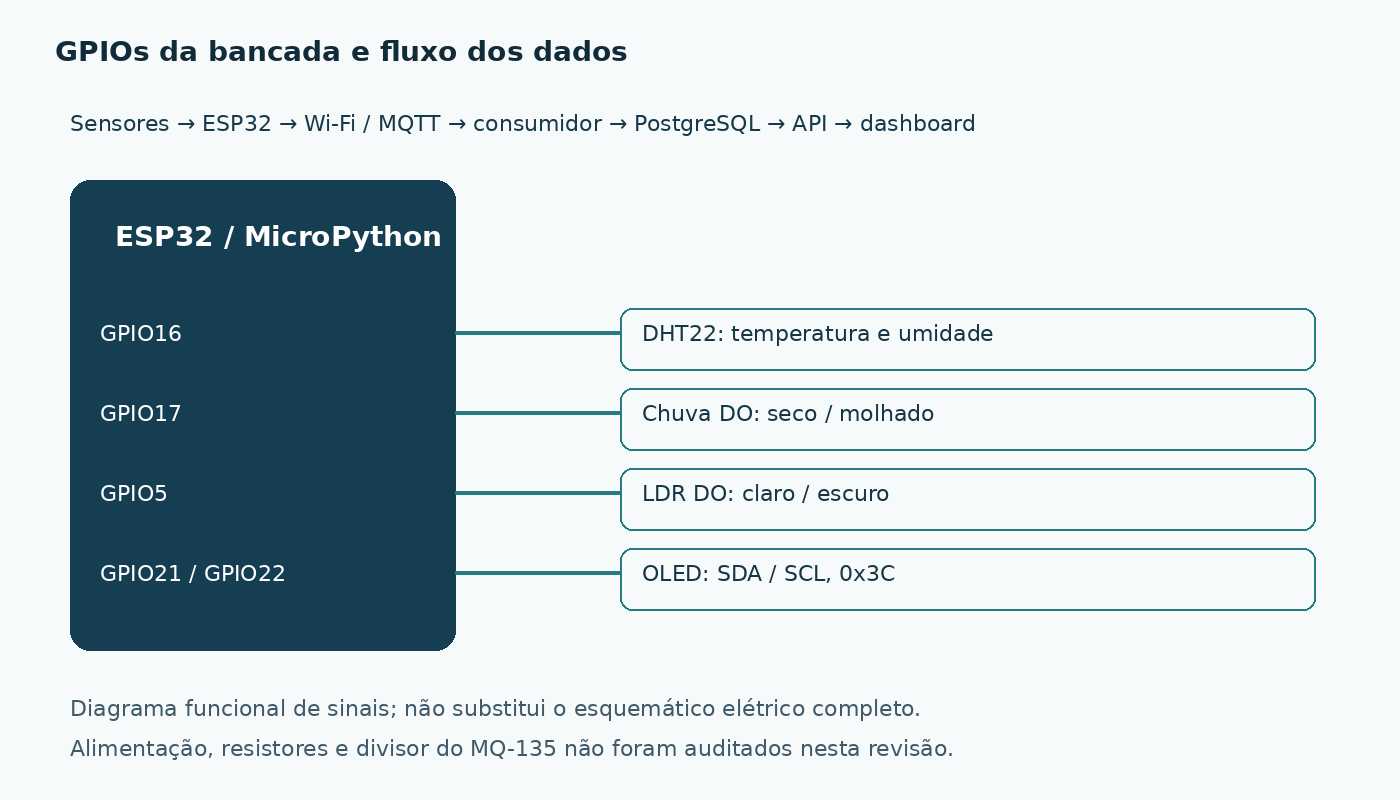 GPIOs da bancada e fluxo dos dados
Sensores → ESP32 → Wi-Fi / MQTT → consumidor → PostgreSQL → API → dashboard
ESP32 / MicroPython
GPIO16
DHT22: temperatura e umidade
GPIO17
Chuva DO: seco / molhado
GPIO5
LDR DO: claro / escuro
GPIO21 / GPIO22
OLED: SDA / SCL, 0x3C
Diagrama funcional de sinais; não substitui o esquemático elétrico completo.
Alimentação, resistores e divisor do MQ-135 não foram auditados nesta revisão.